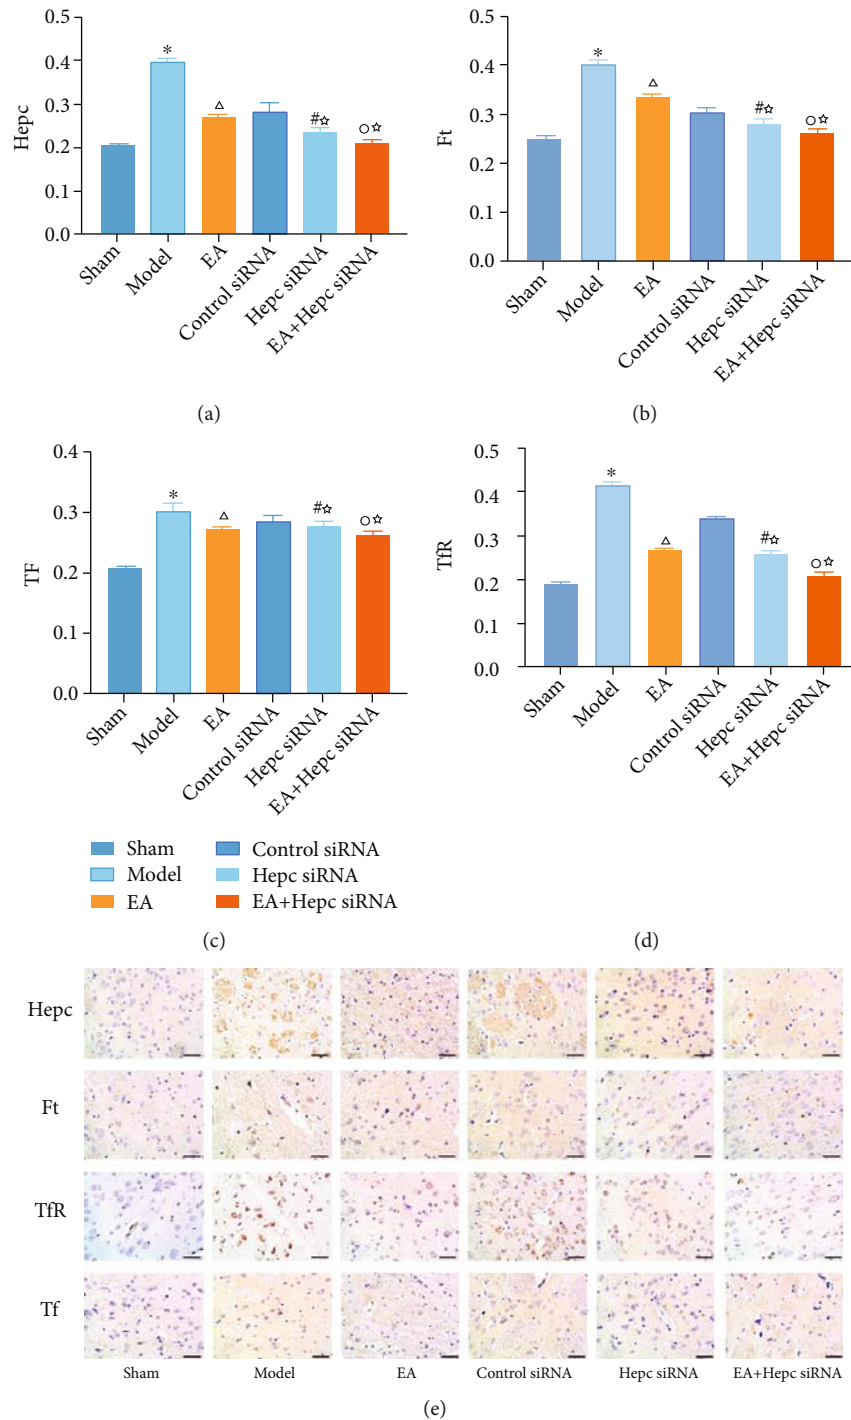 0.5
0.4
0.3
0.2
0.1
0.0
Hepc
*
△
#☆
○☆
Sham
Model
EA
Control siRNA
Hepc siRNA
EA+Hepc siRNA
(a)
0.5
0.4
0.3
0.2
0.1
0.0
Ft
*
△
#☆
○☆
Sham
Model
EA
Control siRNA
Hepc siRNA
EA+Hepc siRNA
(b)
0.4
0.3
0.2
0.1
0.0
TF
*
△
#☆
○☆
Sham
Model
EA
Control siRNA
Hepc siRNA
EA+Hepc siRNA
Sham
Model
EA
Control siRNA
Hepc siRNA
EA+Hepc siRNA
(c)
0.5
0.4
0.3
0.2
0.1
0.0
TfR
*
△
#☆
○☆
Sham
Model
EA
Control siRNA
Hepc siRNA
EA+Hepc siRNA
(d)
Hepc
Ft
TfR
Tf
Sham
Model
EA
Control siRNA
Hepc siRNA
EA+Hepc siRNA
(e)